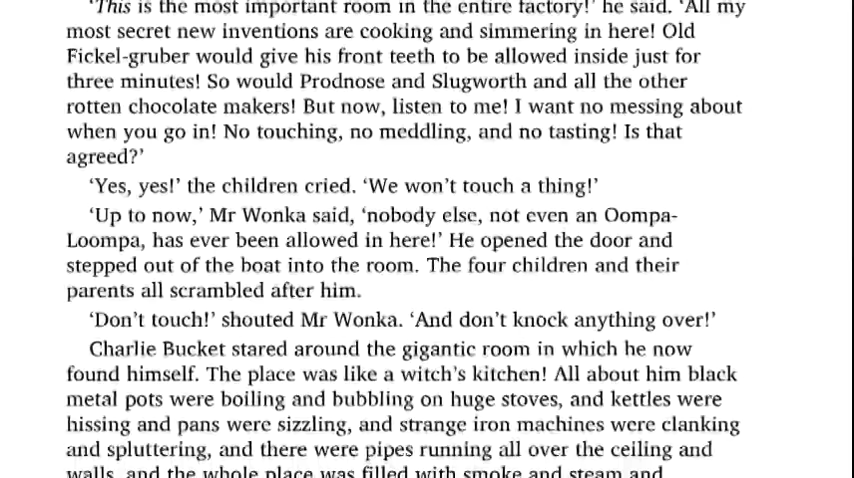 'This is the most important room in the entire factory!' he said. 'All my
most secret new inventions are cooking and simmering in here! Old
Fickel-gruber would give his front teeth to be allowed inside just for
three minutes! So would Prodnose and Slugworth and all the other
rotten chocolate makers! But now, listen to me! I want no messing about
when you go in! No touching, no meddling, and no tasting! Is that
agreed?'
'Yes, yes!' the children cried. 'We won't touch a thing!'
'Up to now,' Mr Wonka said, 'nobody else, not even an Oompa-
Loompa, has ever been allowed in here!' He opened the door and
stepped out of the boat into the room. The four children and their
parents all scrambled after him.
'Don't touch!' shouted Mr Wonka. 'And don't knock anything over!'
Charlie Bucket stared around the gigantic room in which he now
found himself. The place was like a witch's kitchen! All about him black
metal pots were boiling and bubbling on huge stoves, and kettles were
hissing and pans were sizzling, and strange iron machines were clanking
and spluttering, and there were pipes running all over the ceiling and
walls, and the whole place was filled with smoke and steam and